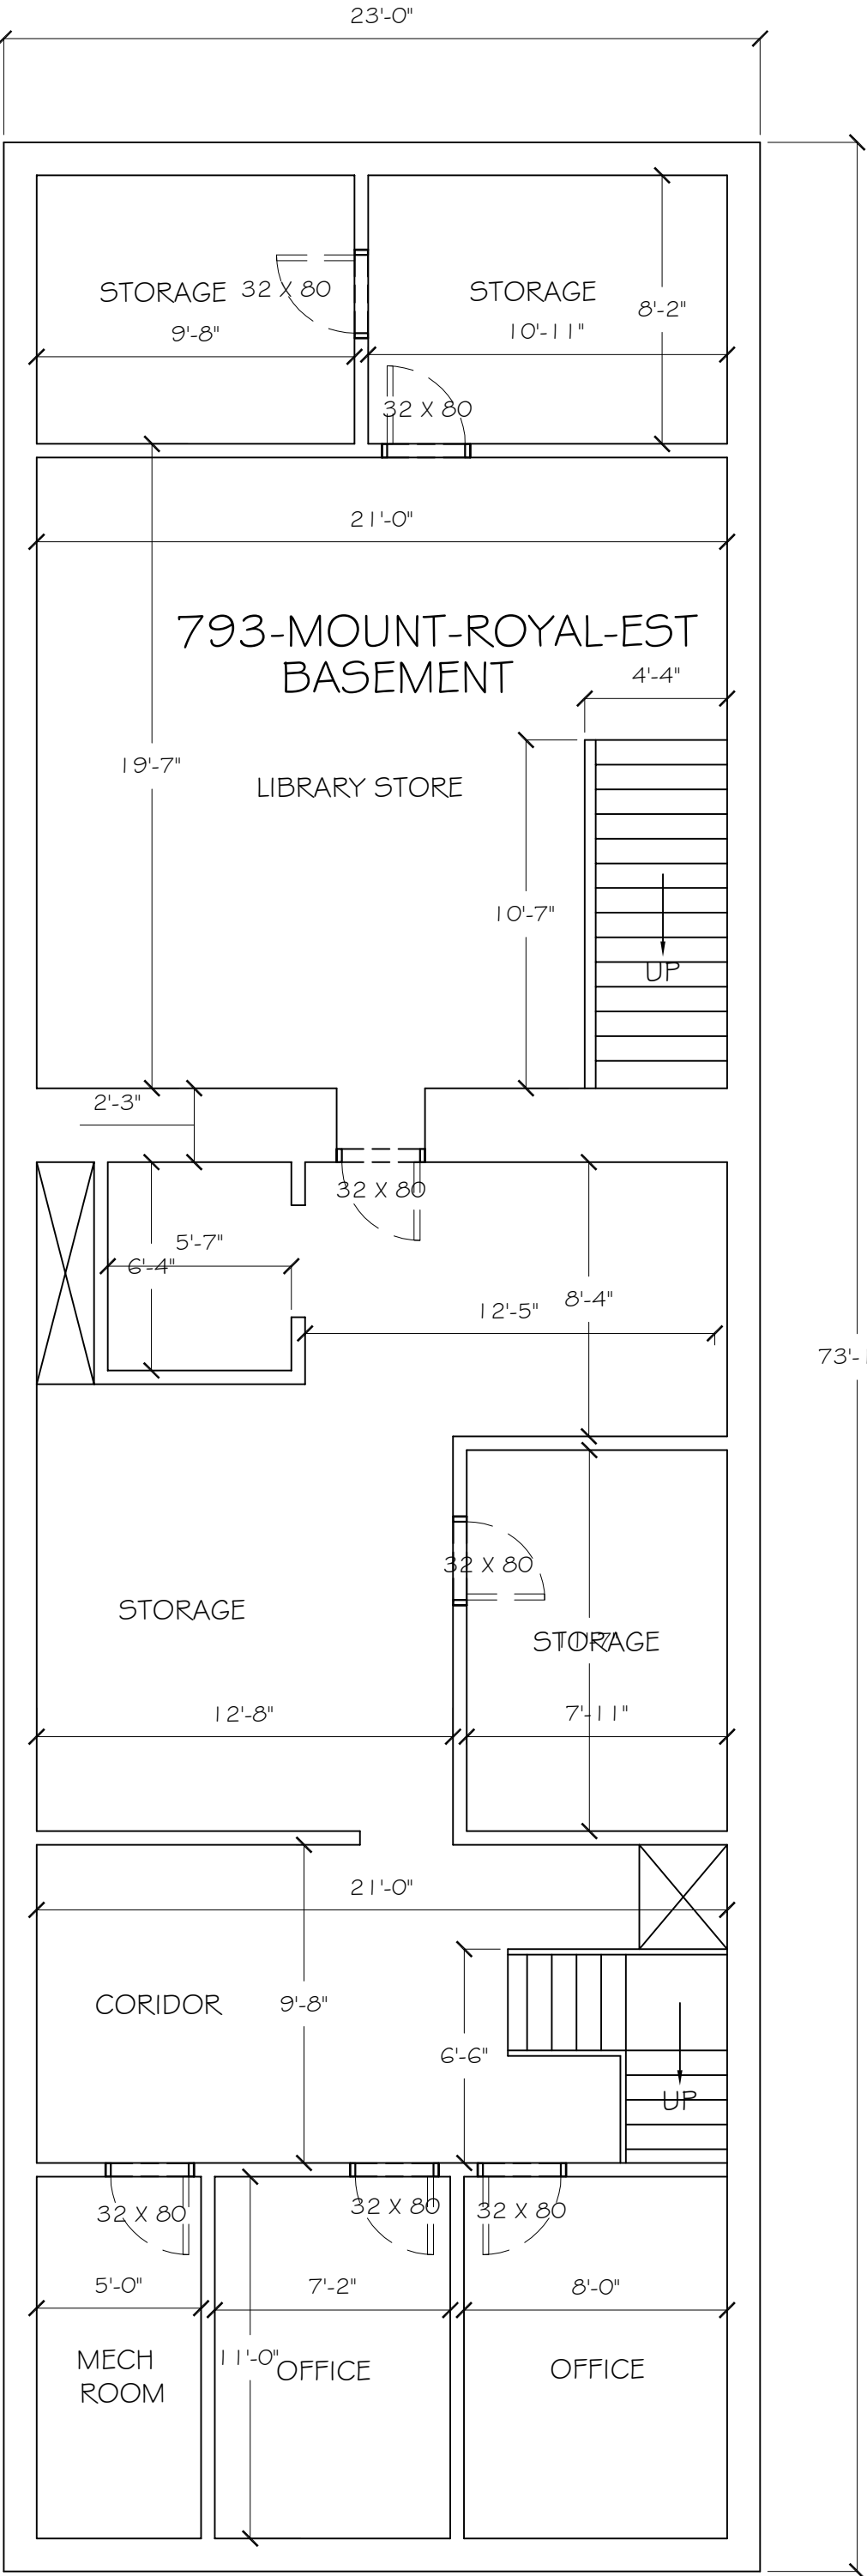 23'-0"
STORAGE
32 X 80
STORAGE
8'-2"
9'-8"
10'-11"
32 X 80
21'-0"
793-MOUNT-ROYAL-EST
BASEMENT
4'-4"
19'-7"
LIBRARY STORE
10'-7"
UP
2'-3"
32 X 80
5'-7"
6'-4"
8'-4"
12'-5"
73'-
32 X 80
STORAGE
STORAGE
12'-8"
7'-11"
21'-0"
CORIDOR
9'-8"
6'-6"
UP
32 X 80
32 X 80
32 X 80
5'-0"
7'-2"
8'-0"
11'-0"
MECH
ROOM
OFFICE
OFFICE